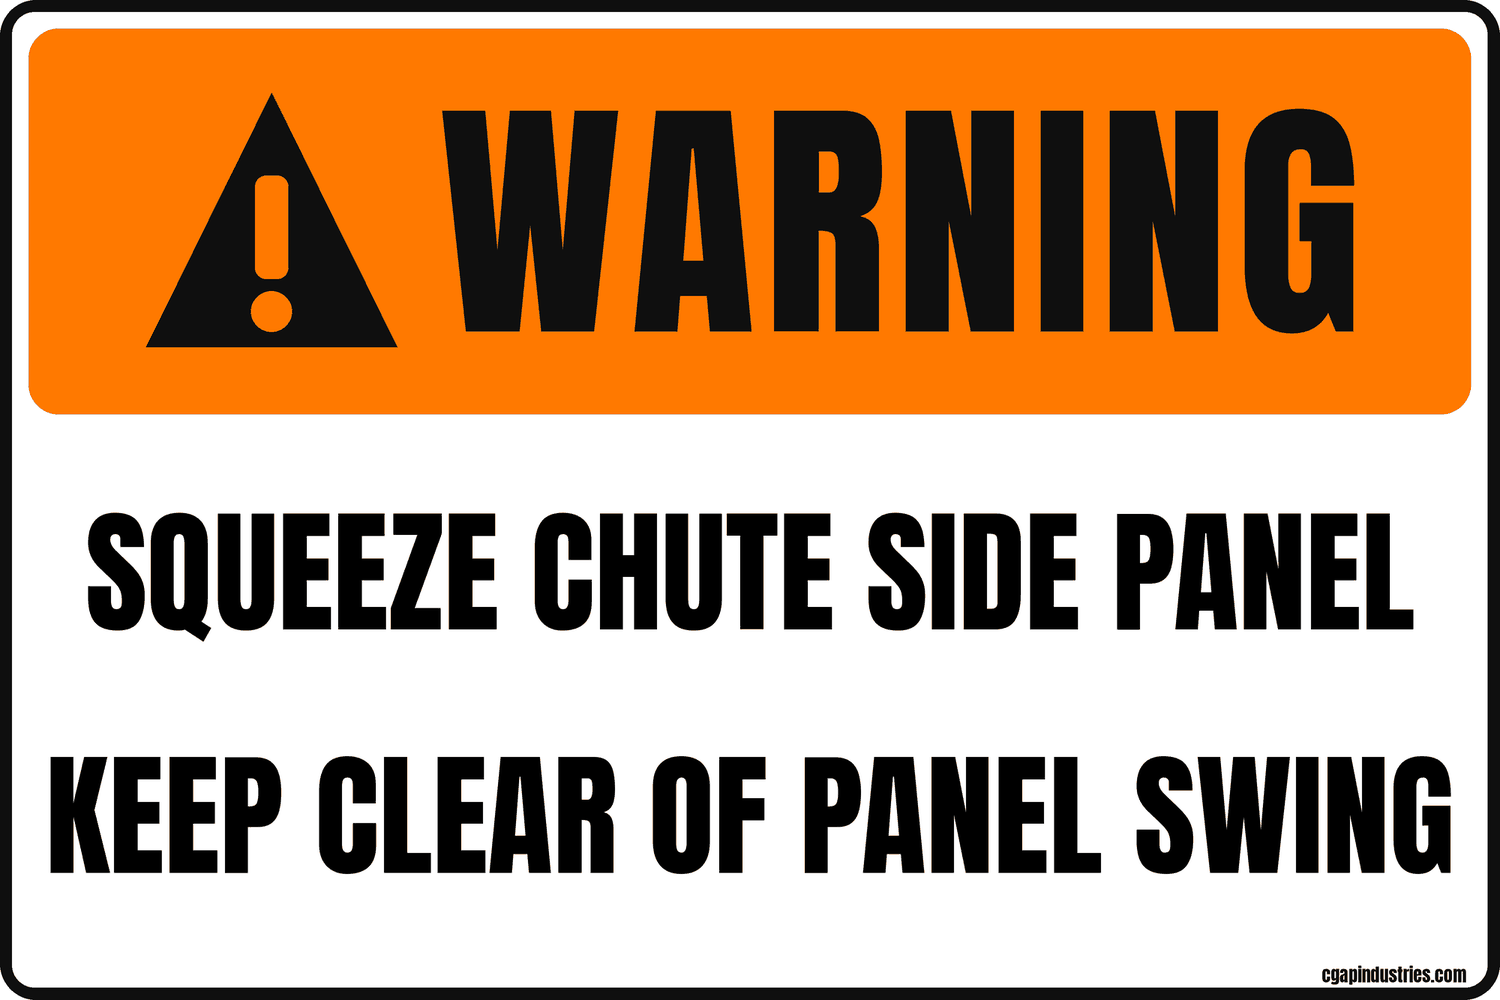 WARNING
SQUEEZE CHUTE SIDE PANEL
KEEP CLEAR OF PANEL SWING
cgapindustries.com